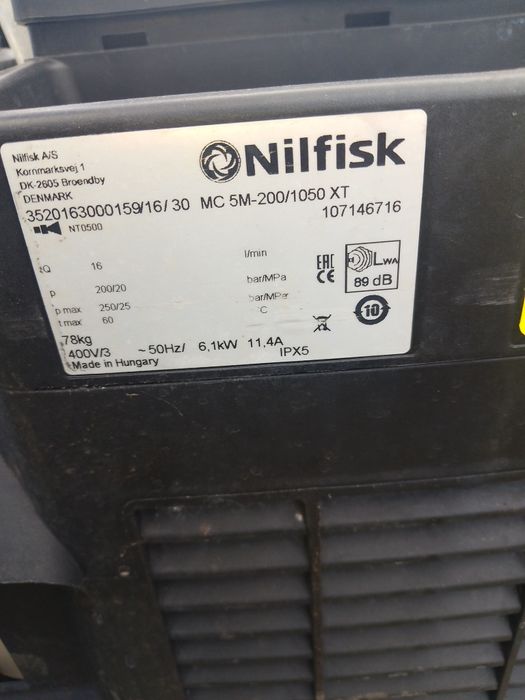 Nilfisk A/S
Kornmarksvej 1
DK-2605 Broendby
DENMARK
Nilfisk
3520163000159/16/30 MC 5M-200/1050 XT
107146716
NT0500
Q 16 l/min
p 200/20 bar/MPa
p max 250/25 bar/MPa
t max 60 °C
EAC
CE
LWA
89 dB
10
78kg
400V/3 ~50Hz/ 6,1kW 11.4A
IPX5
Made in Hungary